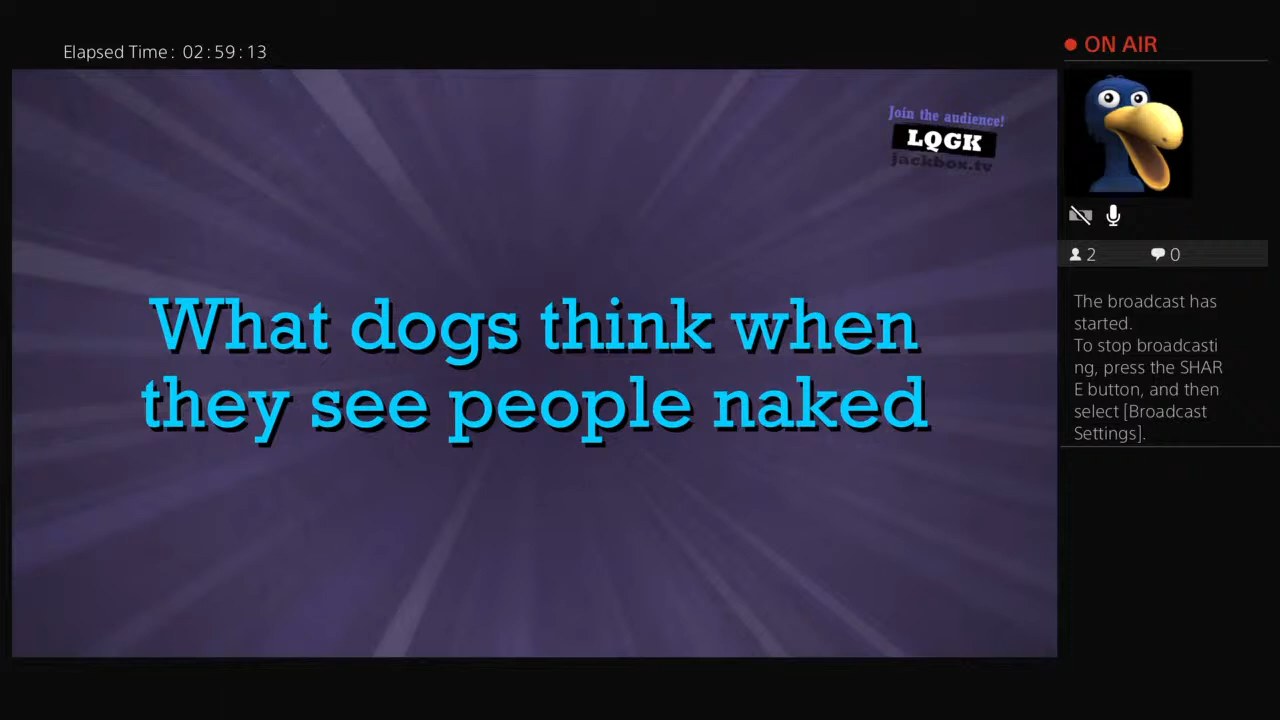 Elapsed Time: 02:59:13
ON AIR
Join the audience!
LQGK
jackbox.tv
What dogs think when
they see people naked
2 0
The broadcast has
started.
To stop broadcasti
ng, press the SHAR
E button, and then
select [Broadcast
Settings].